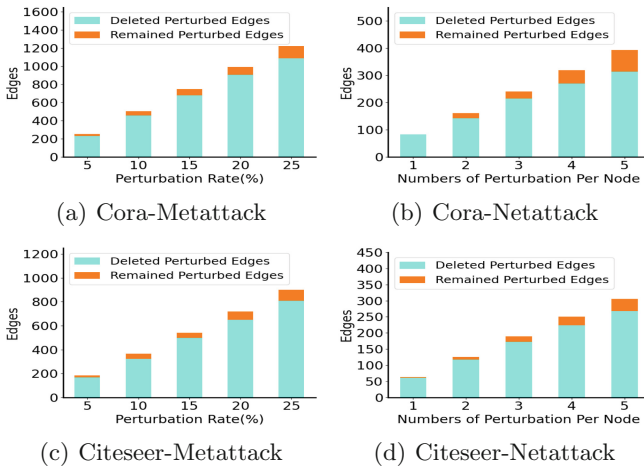 1600
1400
1200
1000
800
600
400
200
0
Edges
Deleted Perturbed Edges
Remained Perturbed Edges
5 10 15 20 25
Perturbation Rate(%)
(a) Cora-Metattack
500
400
300
200
100
0
Edges
Deleted Perturbed Edges
Remained Perturbed Edges
1 2 3 4 5
Numbers of Perturbation Per Node
(b) Cora-Netattack
1200
1000
800
600
400
200
0
Edges
Deleted Perturbed Edges
Remained Perturbed Edges
5 10 15 20 25
Perturbation Rate(%)
(c) Citeseer-Metattack
450
400
350
300
250
200
150
100
50
0
Edges
Deleted Perturbed Edges
Remained Perturbed Edges
1 2 3 4 5
Numbers of Perturbation Per Node
(d) Citeseer-Netattack